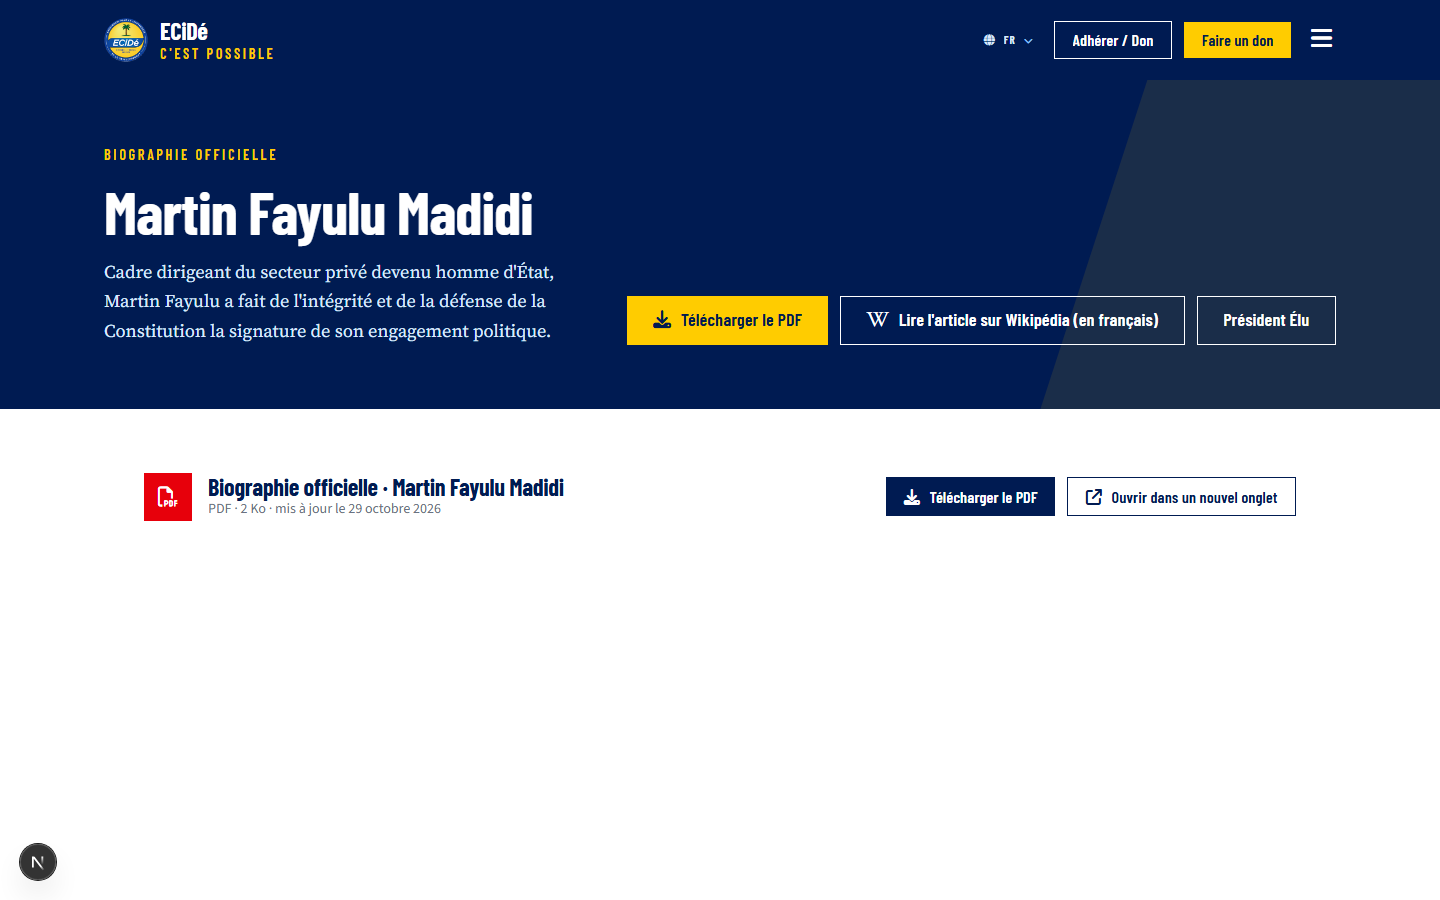 ECiDé
ECiDé
C'EST POSSIBLE
FR
Adhérer / Don
Faire un don
BIOGRAPHIE OFFICIELLE
Martin Fayulu Madidi
Cadre dirigeant du secteur privé devenu homme d'État,
Martin Fayulu a fait de l'intégrité et de la défense de la
Constitution la signature de son engagement politique.
Télécharger le PDF
W Lire l'article sur Wikipédia (en français)
Président Élu
PDF
Biographie officielle · Martin Fayulu Madidi
PDF · 2 Ko · mis à jour le 29 octobre 2026
Télécharger le PDF
Ouvrir dans un nouvel onglet
N